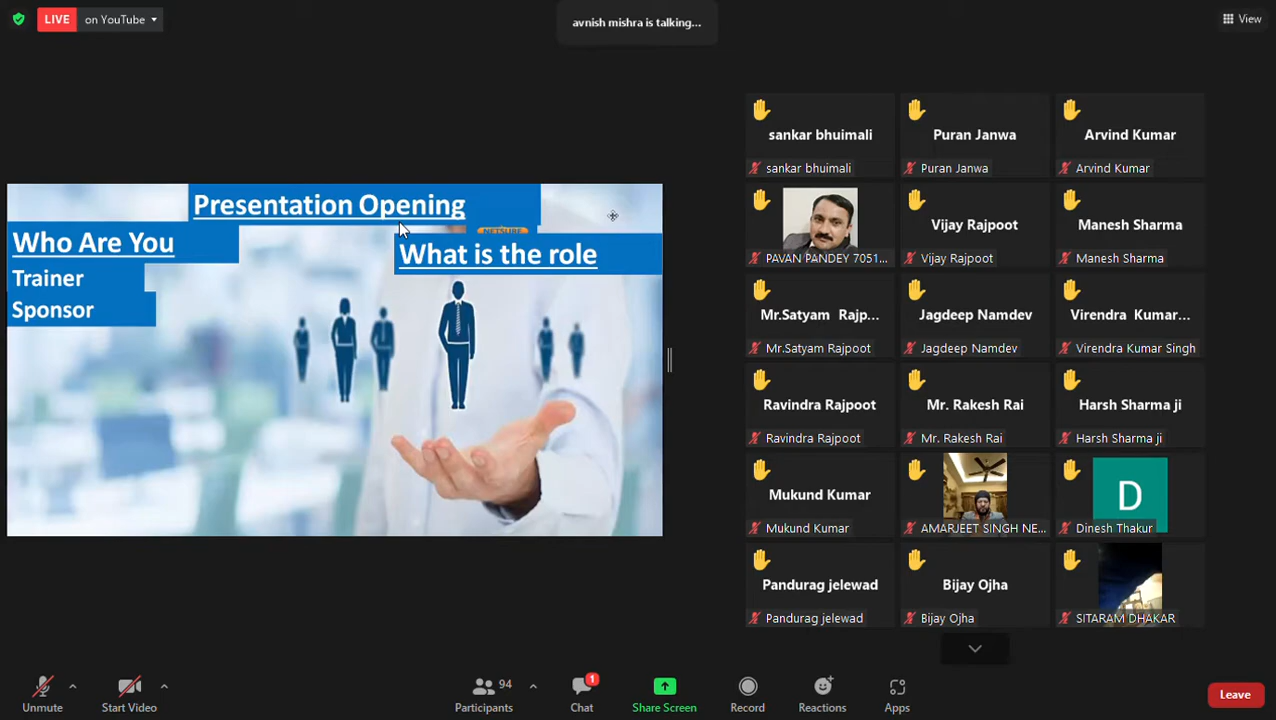 LIVE on YouTube
avnish mishra is talking...
View
Presentation Opening
NETSURF
Who Are You
What is the role
Trainer
Sponsor
sankar bhuimali
sankar bhuimali
Puran Janwa
Puran Janwa
Arvind Kumar
Arvind Kumar
PAVAN PANDEY 7051...
Vijay Rajpoot
Vijay Rajpoot
Manesh Sharma
Manesh Sharma
Mr.Satyam Rajp...
Mr.Satyam Rajpoot
Jagdeep Namdev
Jagdeep Namdev
Virendra Kumar...
Virendra Kumar Singh
Ravindra Rajpoot
Ravindra Rajpoot
Mr. Rakesh Rai
Mr. Rakesh Rai
Harsh Sharma ji
Harsh Sharma ji
Mukund Kumar
Mukund Kumar
AMARJEET SINGH NE...
D
Dinesh Thakur
Pandurag jelewad
Pandurag jelewad
Bijay Ojha
Bijay Ojha
SITARAM DHAKAR
Unmute
Start Video
94
Participants
1
Chat
Share Screen
Record
Reactions
Apps
Leave